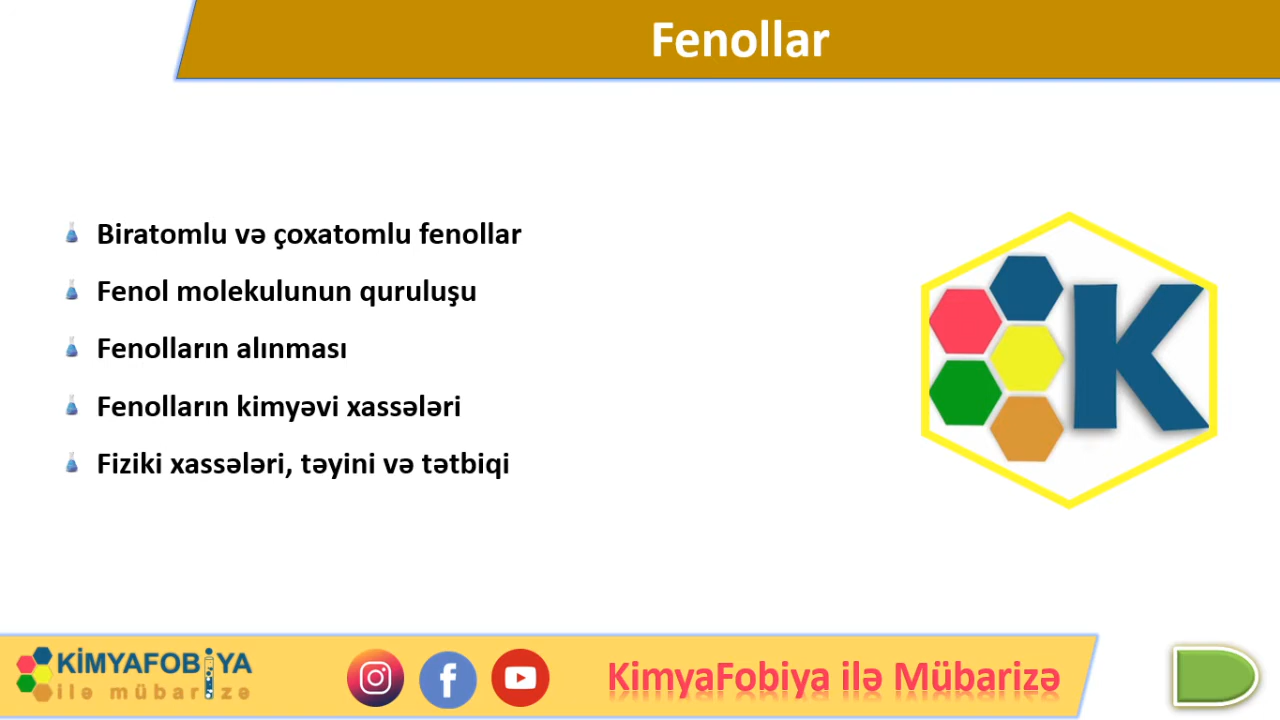 Fenollar
Biratomlu və çoxatomlu fenollar
Fenol molekulunun quruluşu
Fenolların alınması
Fenolların kimyəvi xassələri
Fiziki xassələri, təyini və tətbiqi
K
KİMYAFOBİYA
ilə mübarizə
KimyaFobiya ilə Mübarizə